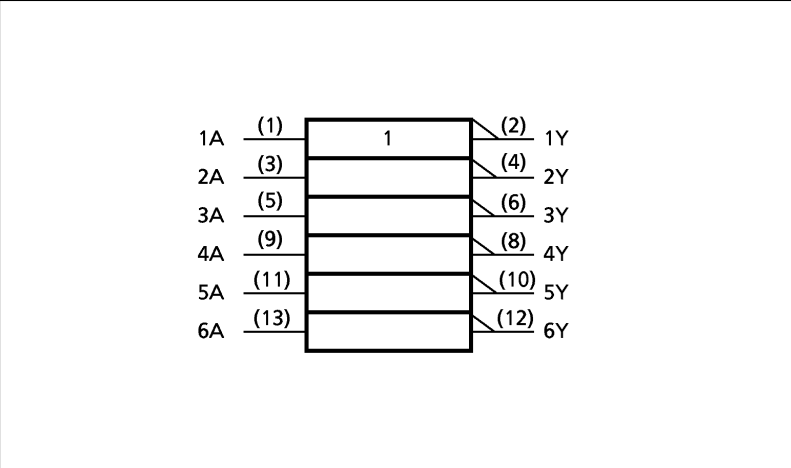 1A (1) 1 (2) 1Y
2A (3) (4) 2Y
3A (5) (6) 3Y
4A (9) (8) 4Y
5A (11) (10) 5Y
6A (13) (12) 6Y